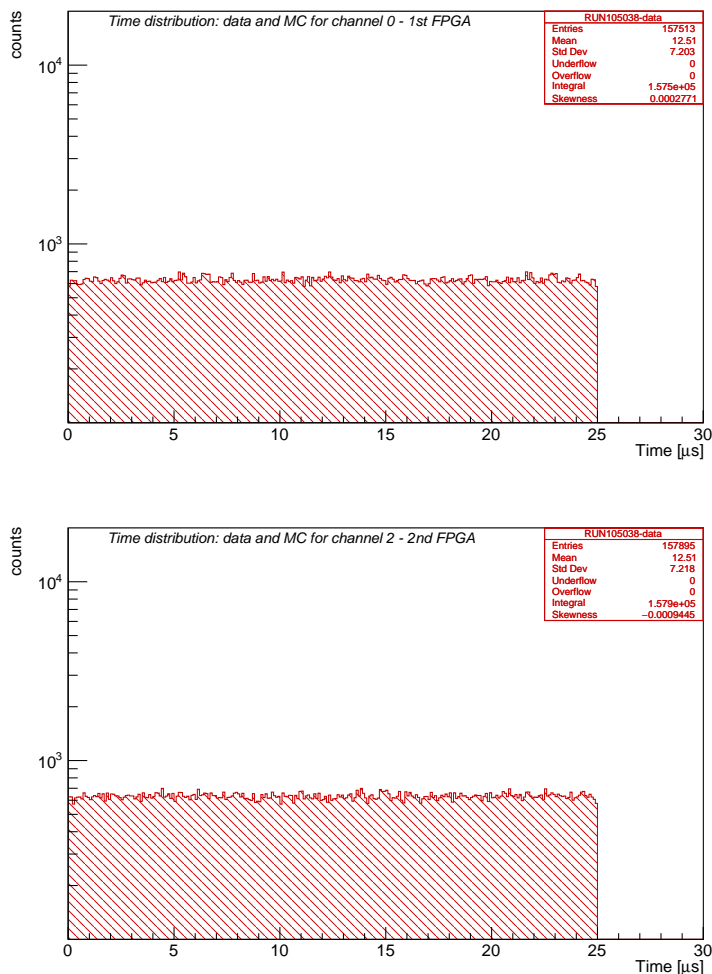 Time distribution: data and MC for channel 0 - 1st FPGA
counts
RUN105038-data
Entries 157513
Mean 12.51
Std Dev 7.203
Underflow 0
Overflow 0
Integral 1.575e+05
Skewness 0.0002771
10⁴
10³
0 5 10 15 20 25 30
Time [μs]
Time distribution: data and MC for channel 2 - 2nd FPGA
counts
RUN105038-data
Entries 157895
Mean 12.51
Std Dev 7.218
Underflow 0
Overflow 0
Integral 1.579e+05
Skewness −0.0009445
10⁴
10³
0 5 10 15 20 25 30
Time [μs]